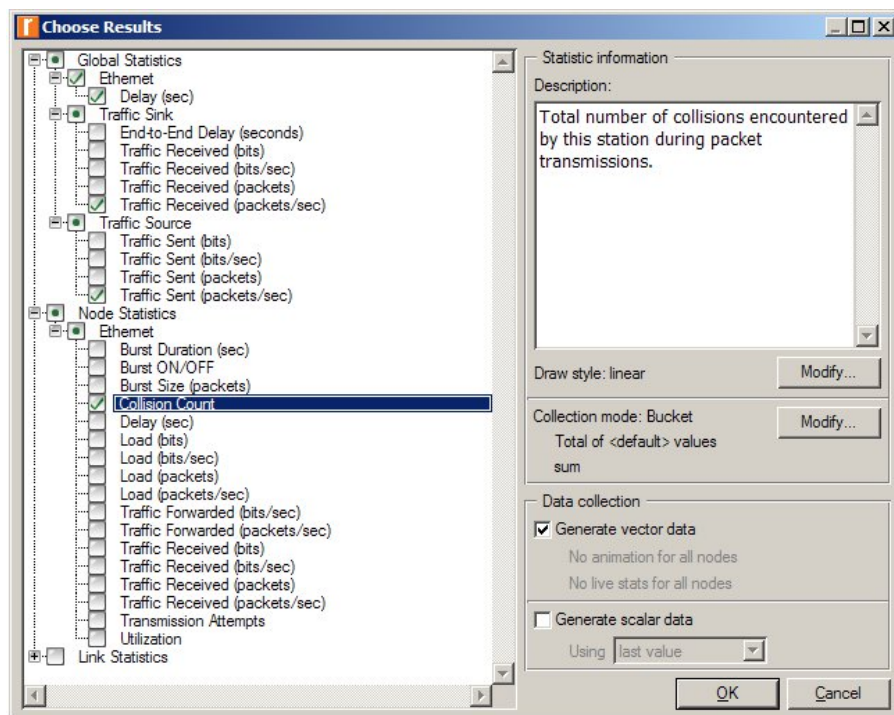 Choose Results
Global Statistics
Ethernet
Delay (sec)
Traffic Sink
End-to-End Delay (seconds)
Traffic Received (bits)
Traffic Received (bits/sec)
Traffic Received (packets)
Traffic Received (packets/sec)
Traffic Source
Traffic Sent (bits)
Traffic Sent (bits/sec)
Traffic Sent (packets)
Traffic Sent (packets/sec)
Node Statistics
Ethernet
Burst Duration (sec)
Burst ON/OFF
Burst Size (packets)
Collision Count
Delay (sec)
Load (bits)
Load (bits/sec)
Load (packets)
Load (packets/sec)
Traffic Forwarded (bits/sec)
Traffic Forwarded (packets/sec)
Traffic Received (bits)
Traffic Received (bits/sec)
Traffic Received (packets)
Traffic Received (packets/sec)
Transmission Attempts
Utilization
Link Statistics
Statistic information
Description:
Total number of collisions encountered
by this station during packet
transmissions.
Draw style: linear
Modify...
Collection mode: Bucket
Modify...
Total of <default> values
sum
Data collection
Generate vector data
No animation for all nodes
No live stats for all nodes
Generate scalar data
Using last value
OK
Cancel